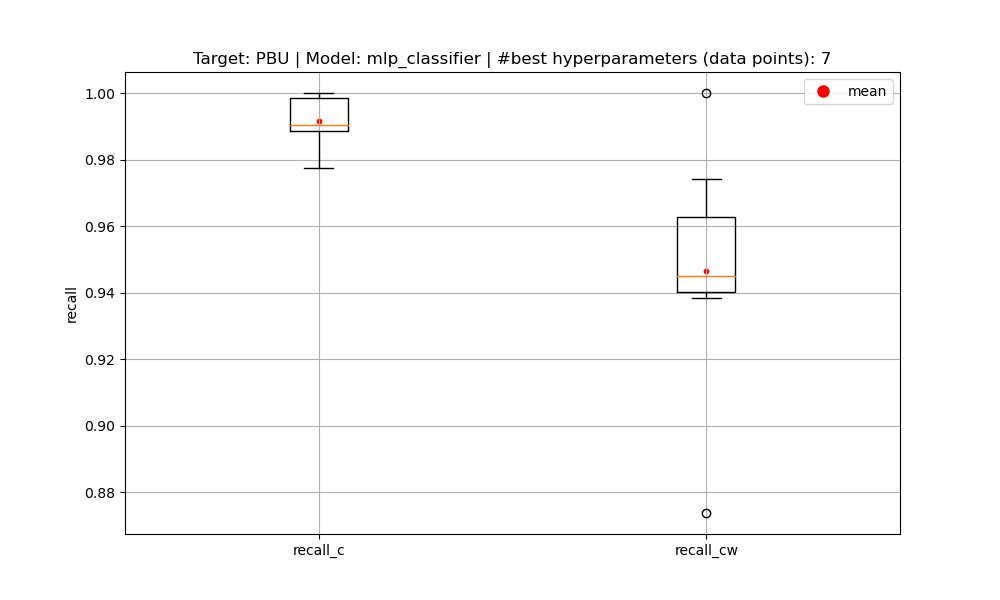 Target: PBU | Model: mlp_classifier | #best hyperparameters (data points): 7
mean
1.00
0.98
0.96
0.94
0.92
0.90
0.88
recall
recall_c
recall_cw